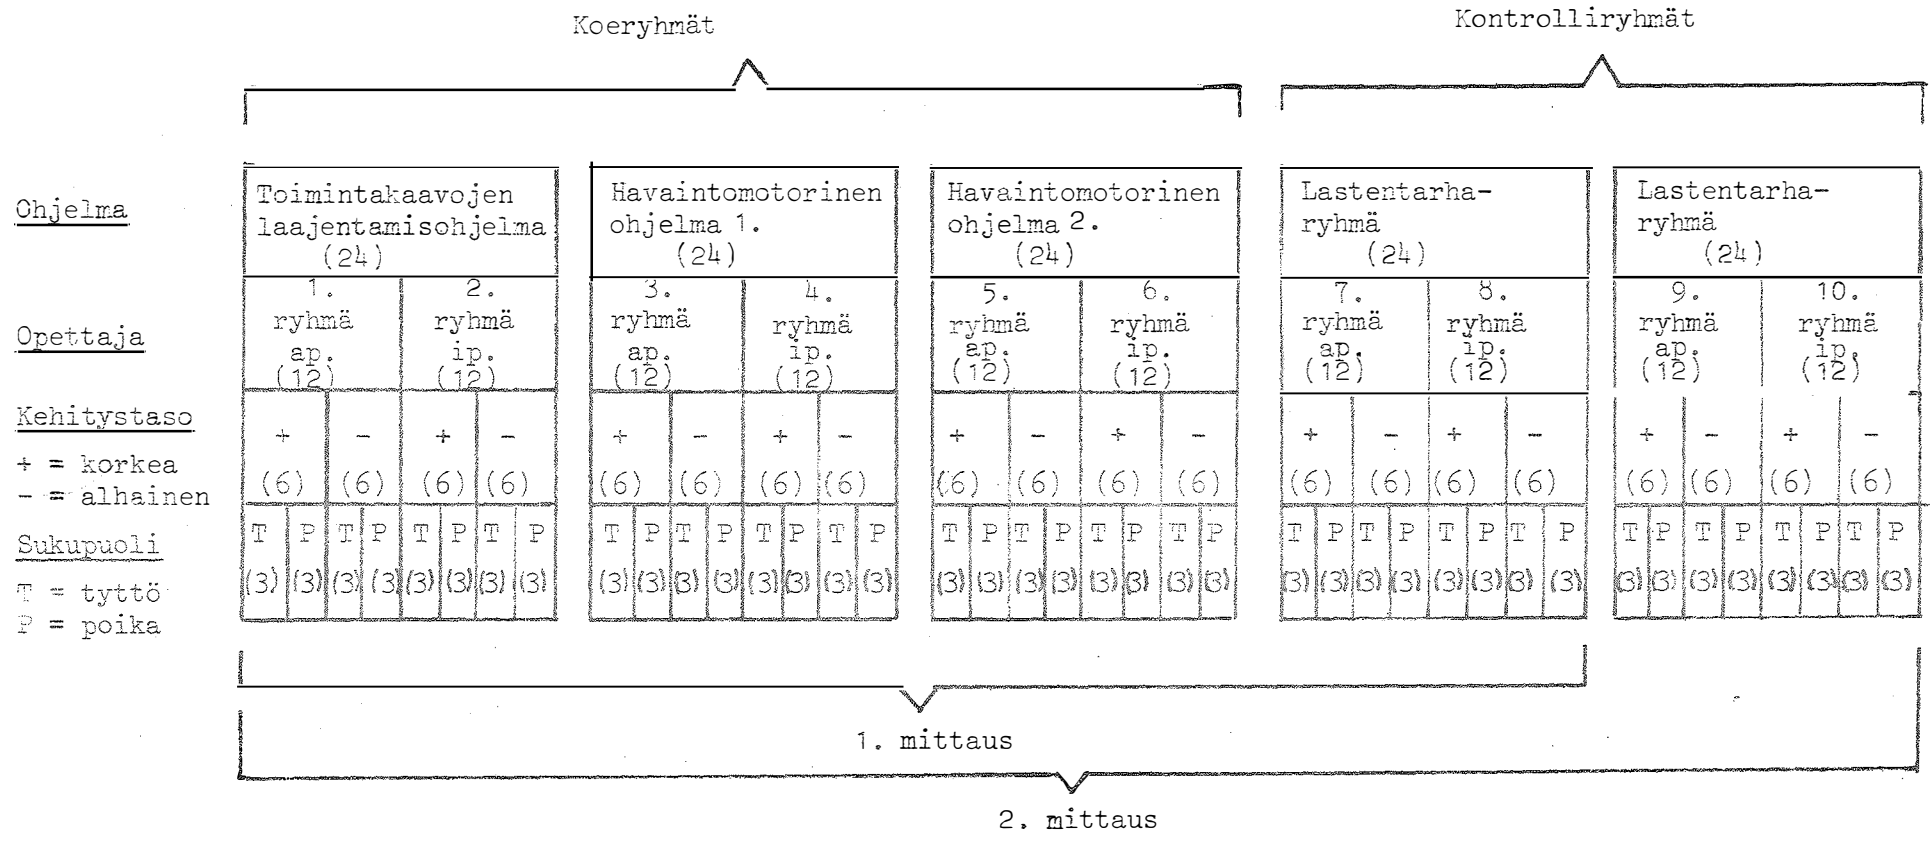 Koeryhmät
Kontrolliryhmät
Ohjelma
Toimintakaavojen
laajentamisohjelma
(24)
Havaintomotorinen
ohjelma 1.
(24)
Havaintomotorinen
ohjelma 2.
(24)
Lastentarha-
ryhmä
(24)
Lastentarha-
ryhmä
(24)
Opettaja
1.
ryhmä
ap.
(12)
2.
ryhmä
ip.
(12)
3.
ryhmä
ap.
(12)
4.
ryhmä
ip.
(12)
5.
ryhmä
ap.
(12)
6.
ryhmä
ip.
(12)
7.
ryhmä
ap.
(12)
8.
ryhmä
ip.
(12)
9.
ryhmä
ap.
(12)
10.
ryhmä
ip.
(12)
Kehitystaso
+ = korkea
- = alhainen
+ - + - + - + - + - + - + - + - + - + -
(6) (6) (6) (6) (6) (6) (6) (6) (6) (6) (6) (6) (6) (6) (6) (6) (6) (6) (6) (6)
Sukupuoli
T = tyttö
P = poika
T P T P T P T P T P T P T P T P T P T P T P T P T P T P T P T P T P T P T P T P
(3) (3) (3) (3) (3) (3) (3) (3) (3) (3) (3) (3) (3) (3) (3) (3) (3) (3) (3) (3) (3) (3) (3) (3) (3) (3) (3) (3) (3) (3) (3) (3) (3) (3) (3) (3) (3) (3) (3) (3)
1. mittaus
2. mittaus